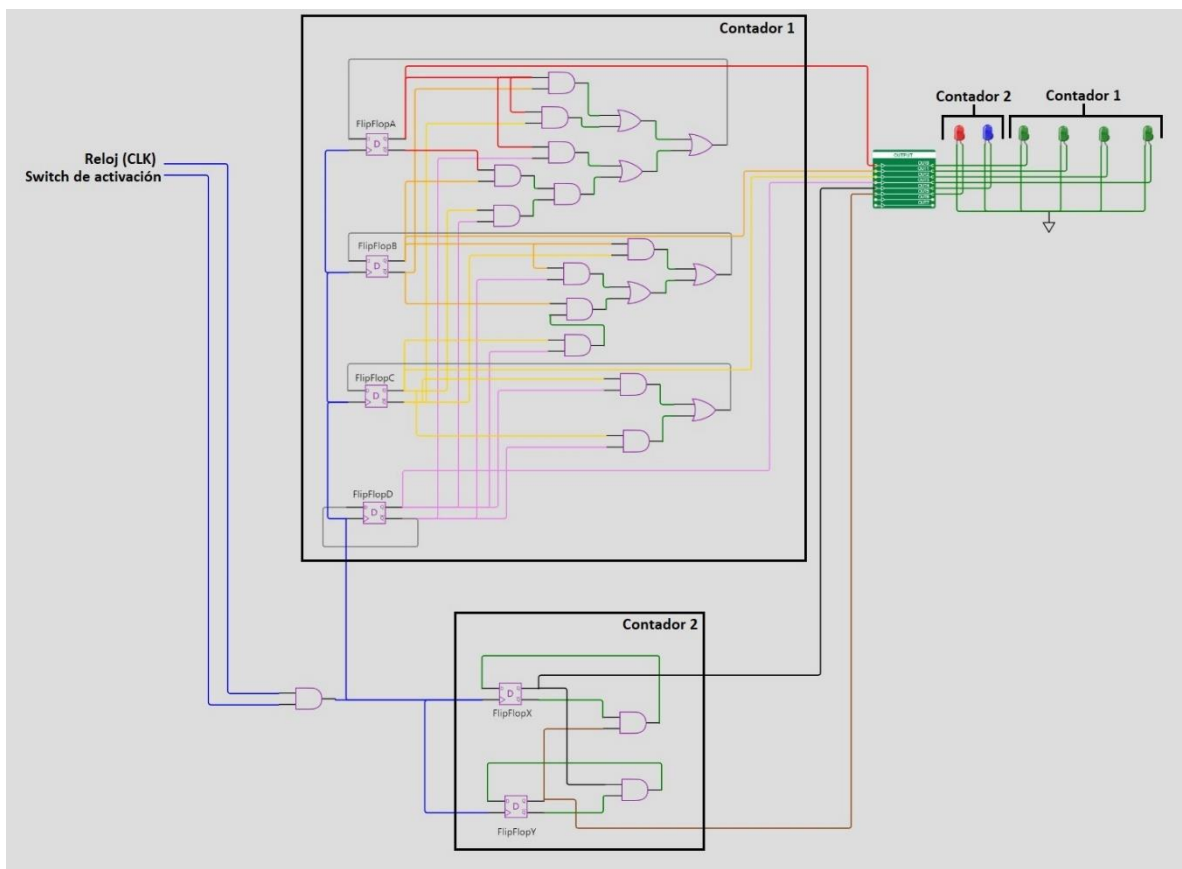 Contador 1
FlipFlopA
D
Contador 2
Contador 1
OUTPUT
Reloj (CLK)
Switch de activación
FlipFlopB
D
FlipFlopC
D
FlipFlopD
D
Contador 2
D
FlipFlopX
D
FlipFlopY